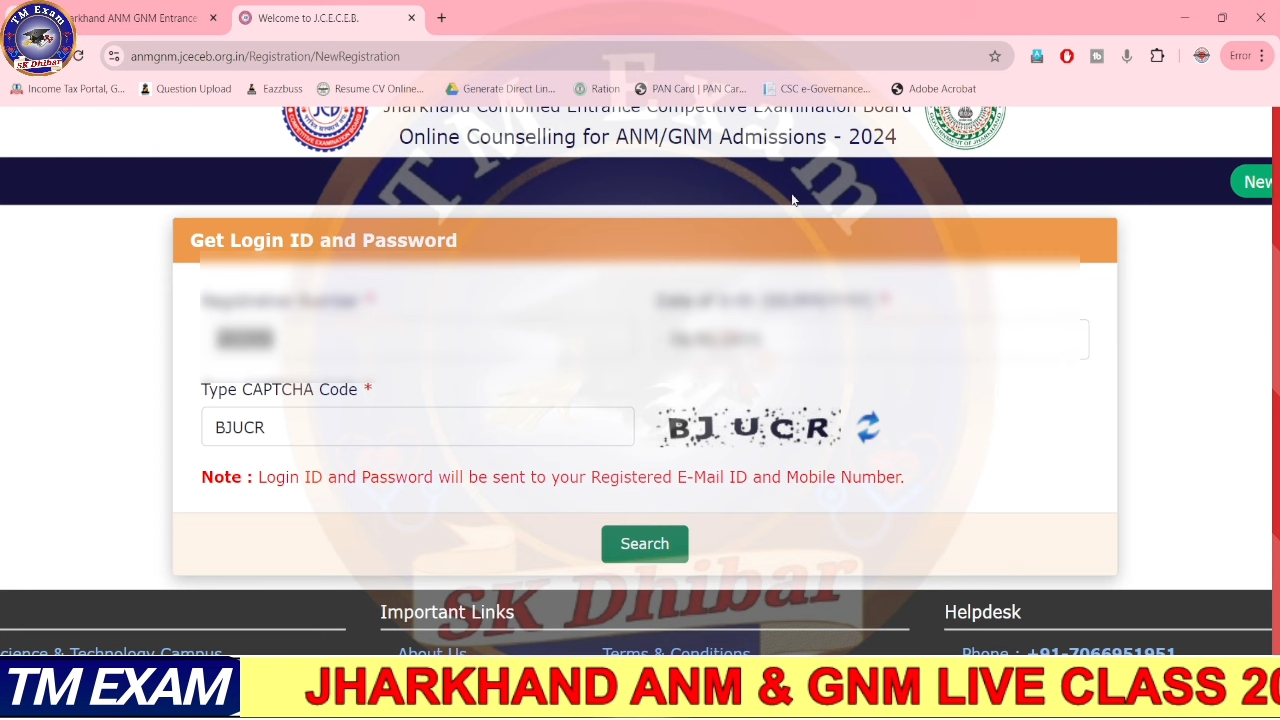 TM Exam
SK Dhibar
arkhand ANM GNM Entrance
Welcome to J.C.E.C.E.B.
anmgnm.jceceb.org.in/Registration/NewRegistration
Error
Income Tax Portal, G...
Question Upload
Eazzbuss
Resume CV Online...
Generate Direct Lin...
Ration
PAN Card | PAN Car...
CSC e-Governance...
Adobe Acrobat
Jharkhand Combined Entrance Competitive Examination Board
Online Counselling for ANM/GNM Admissions - 2024
New
TM Exam
Get Login ID and Password
Type CAPTCHA Code *
BJUCR
BJUCR
Note : Login ID and Password will be sent to your Registered E-Mail ID and Mobile Number.
Search
SK Dhibar
Important Links
Helpdesk
cience & Technology Campus
About Us
Terms & Conditions
Phone : +91-7066951951
TM EXAM
JHARKHAND ANM & GNM LIVE CLASS 20